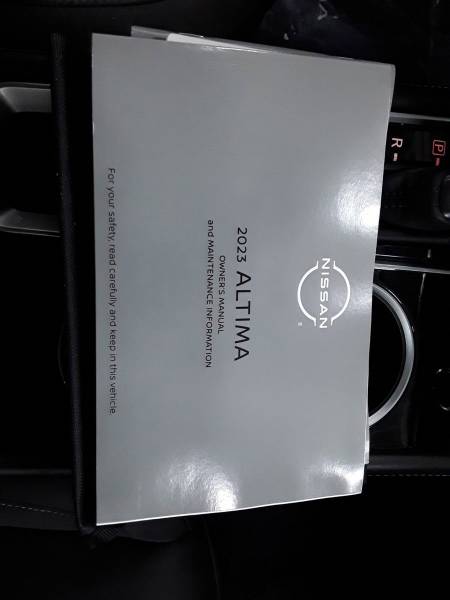 NISSAN
®
2023 ALTIMA
OWNER'S MANUAL
and MAINTENANCE INFORMATION
For your safety, read carefully and keep in this vehicle.
P
R